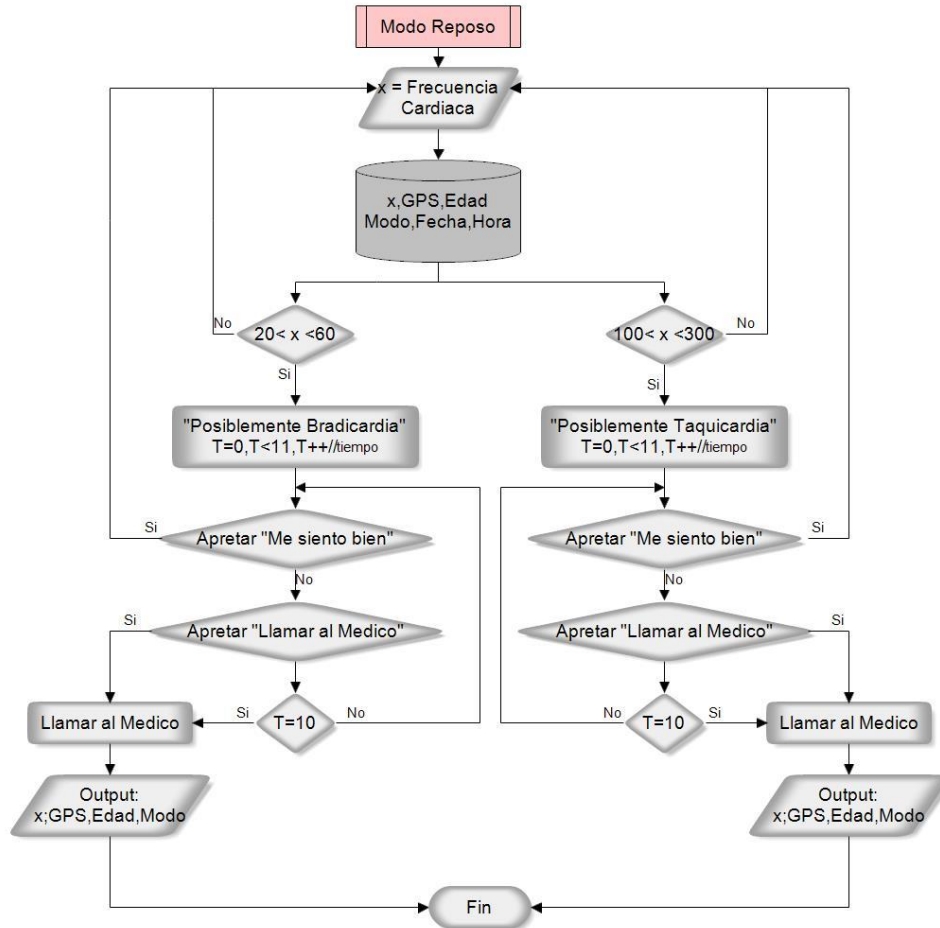 Modo Reposo
x = Frecuencia
Cardiaca
x,GPS,Edad
Modo,Fecha,Hora
No
20< x <60
100< x <300
No
Si
Si
"Posiblemente Bradicardia"
T=0,T<11,T++//tiempo
"Posiblemente Taquicardia"
T=0,T<11,T++//tiempo
Si
Apretar "Me siento bien"
Apretar "Me siento bien"
Si
No
No
Si
Apretar "Llamar al Medico"
Apretar "Llamar al Medico"
Si
Llamar al Medico
Si
T=10
No
No
T=10
Si
Llamar al Medico
Output:
x;GPS,Edad,Modo
Output:
x;GPS,Edad,Modo
Fin